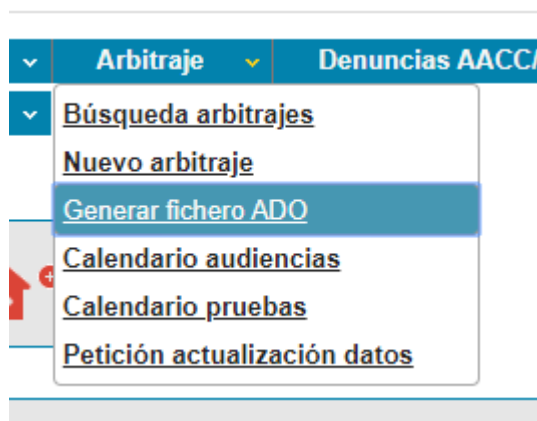 Arbitraje Denuncias AACC
Búsqueda arbitrajes
Nuevo arbitraje
Generar fichero ADO
Calendario audiencias
Calendario pruebas
Petición actualización datos